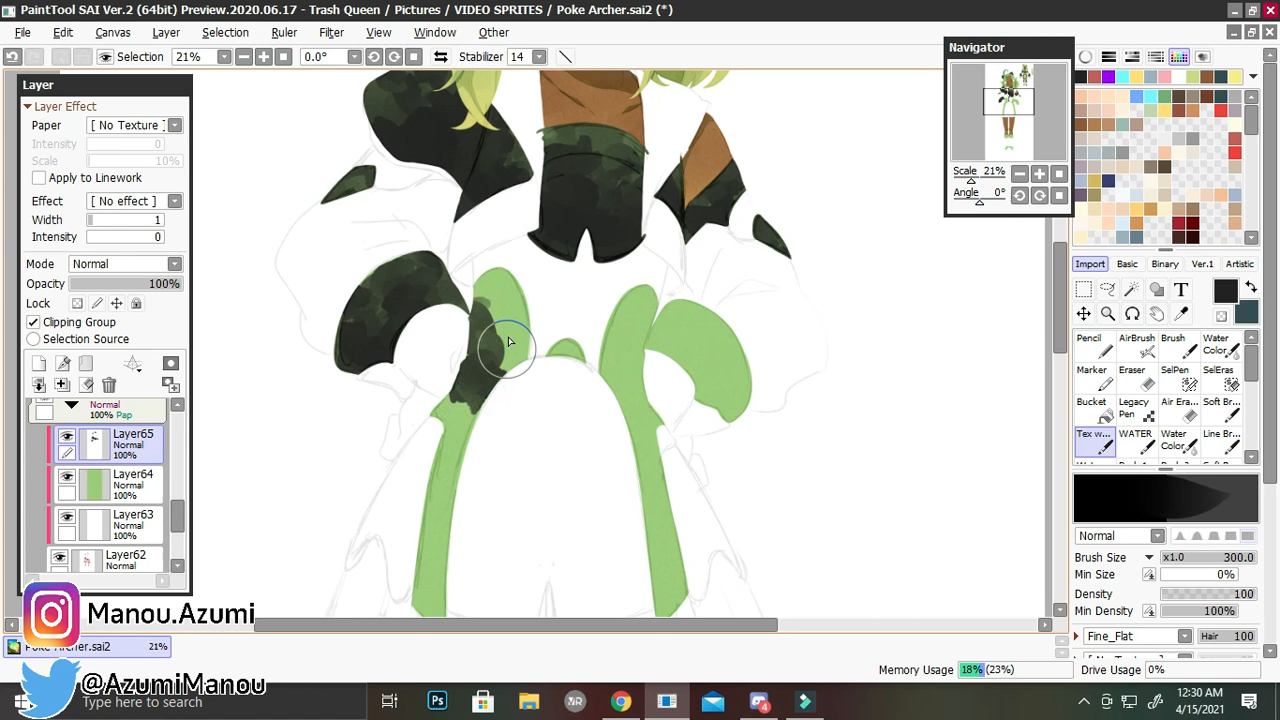 PaintTool SAI Ver.2 (64bit) Preview.2020.06.17 - Trash Queen / Pictures / VIDEO SPRITES / Poke Archer.sai2 (*)
File Edit Canvas Layer Selection Ruler Filter View Window Other
Selection 21% 0.0° Stabilizer 14
Layer
Layer Effect
Paper [ No Texture ]
Intensity 0
Scale 10%
Apply to Linework
Effect [ No effect ]
Width 1
Intensity 0
Mode Normal
Opacity 100%
Lock
Clipping Group
Selection Source
Normal
100% Pap
Layer65
Normal
100%
Layer64
Normal
100%
Layer63
Normal
100%
Layer62
Normal
Navigator
Scale 21%
Angle 0°
Import Basic Binary Ver.1 Artistic
Pencil AirBrush Brush Water Color...
Marker Eraser SelPen SelEras
Bucket Legacy Pen Air Era... Soft Br...
Tex w... WATER Water Color... Line Br...
Normal
Brush Size x1.0 300.0
Min Size 0%
Density 100
Min Density 100%
Fine_Flat Hair 100
Manou.Azumi
Poke Archer.sai2 21%
Memory Usage 18% (23%) Drive Usage 0%
@AzumiManou
Type here to search
Ps
4
12:30 AM
4/15/2021